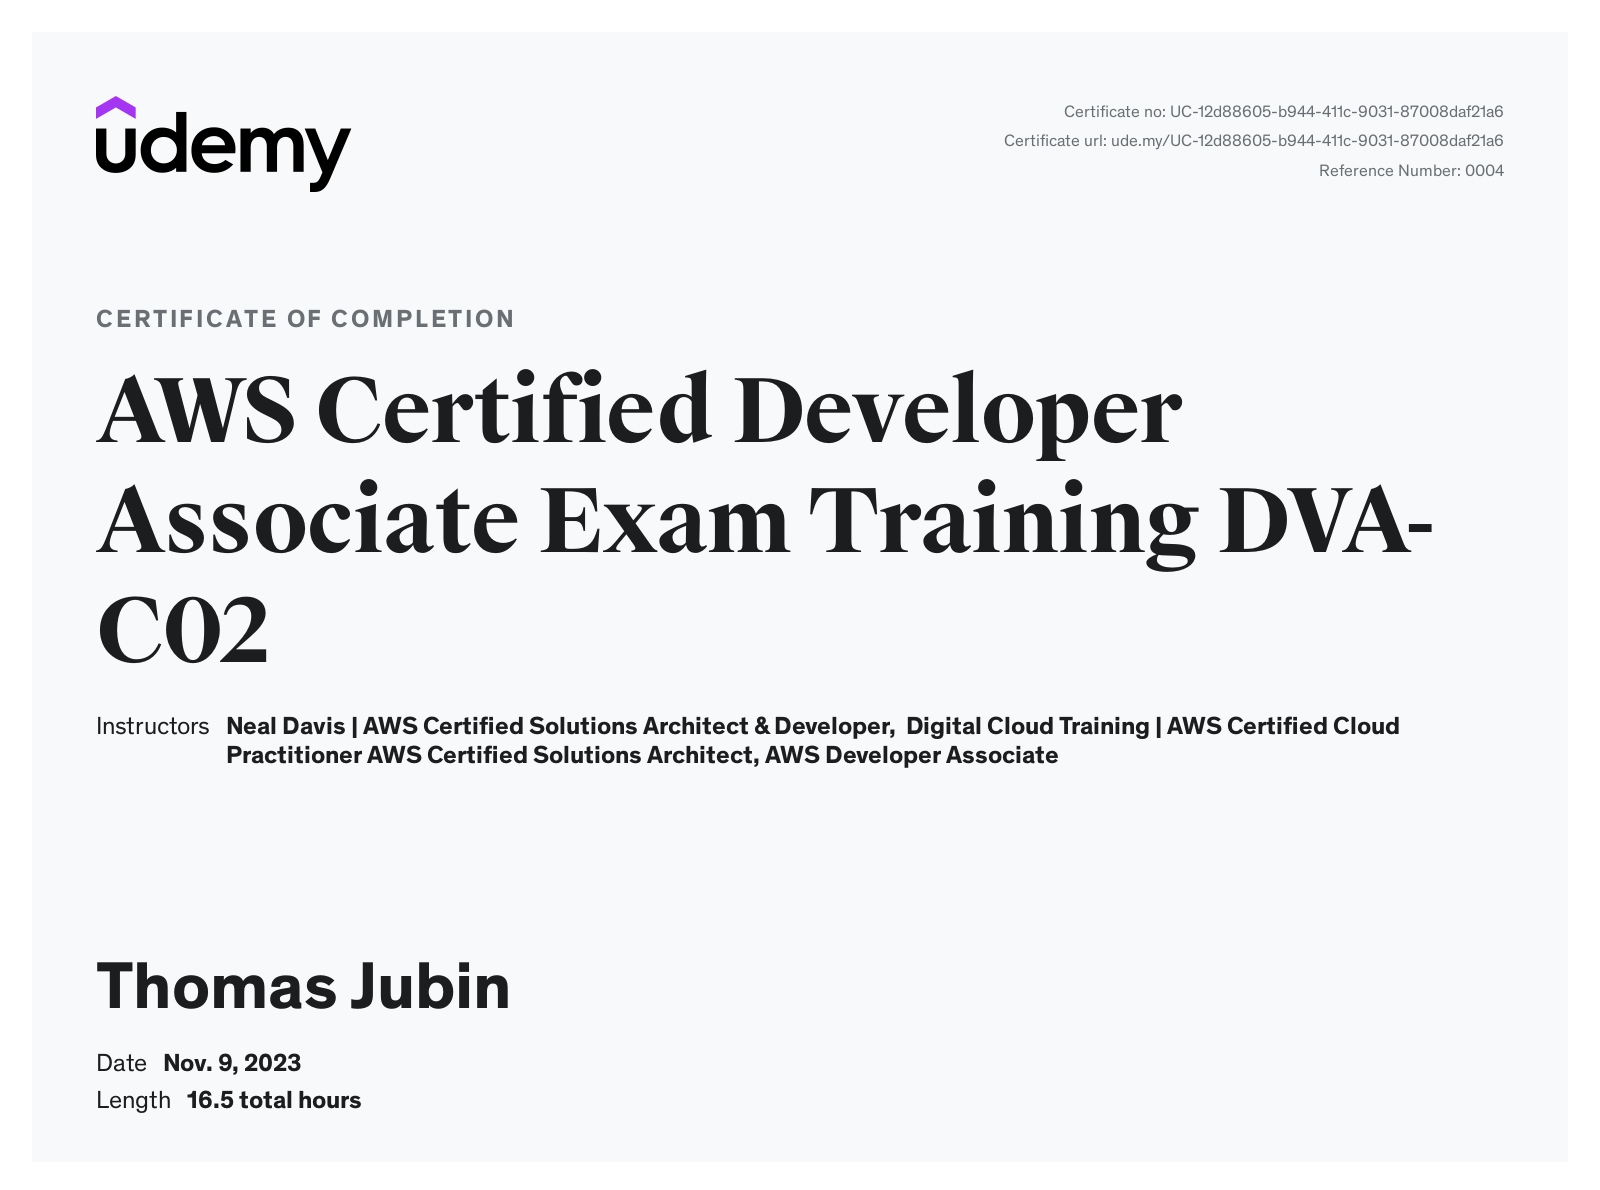 udemy
Certificate no: UC-12d88605-b944-411c-9031-87008daf21a6
Certificate url: ude.my/UC-12d88605-b944-411c-9031-87008daf21a6
Reference Number: 0004
CERTIFICATE OF COMPLETION
AWS Certified Developer
Associate Exam Training DVA-
C02
Instructors Neal Davis | AWS Certified Solutions Architect & Developer, Digital Cloud Training | AWS Certified Cloud
Practitioner AWS Certified Solutions Architect, AWS Developer Associate
Thomas Jubin
Date Nov. 9, 2023
Length 16.5 total hours